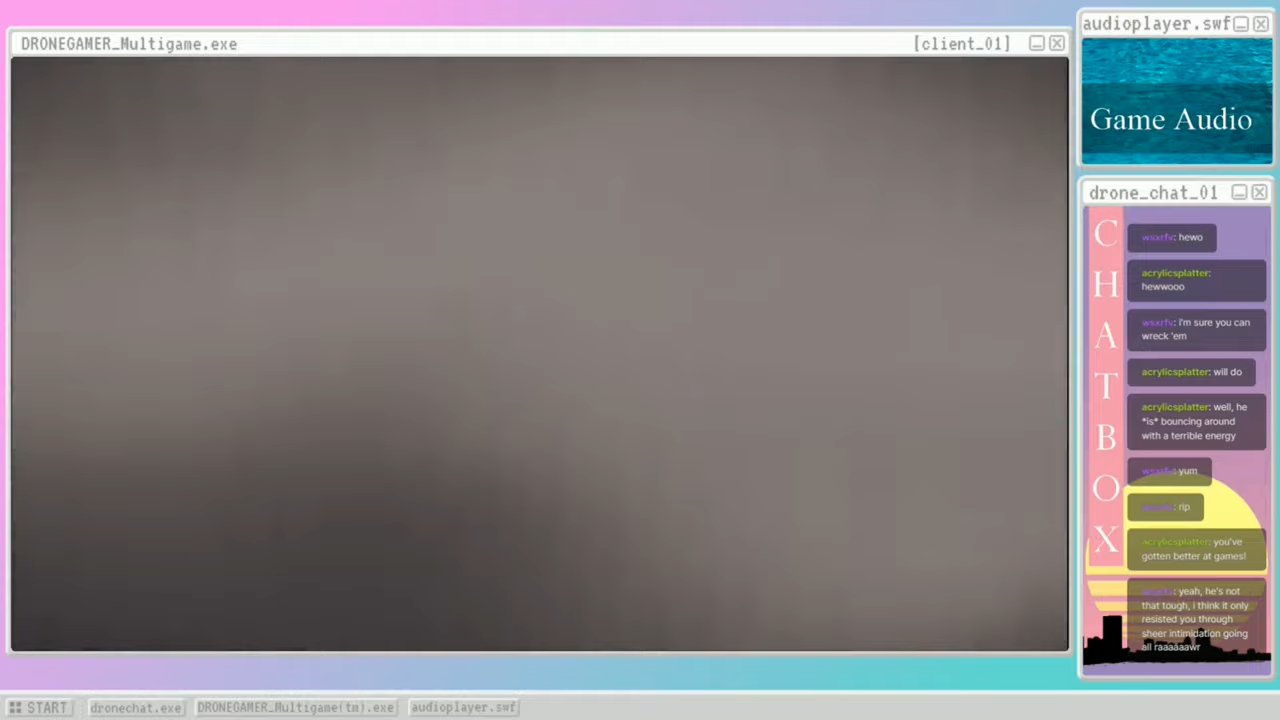 DRONEGAMER_Multigame.exe
[client_01]
audioplayer.swf
Game Audio
drone_chat_01
CHATBOX
wsxrfv: hewo
acrylicsplatter:
hewwooo
wsxrfv: i'm sure you can
wreck 'em
acrylicsplatter: will do
acrylicsplatter: well, he
*is* bouncing around
with a terrible energy
wsxrfv: yum
wsxrfv: rip
acrylicsplatter: you've
gotten better at games!
wsxrfv: yeah, he's not
that tough, i think it only
resisted you through
sheer intimidation going
all raaaaaawr
START
dronechat.exe
DRONEGAMER_Multigame(tm).exe
audioplayer.swf